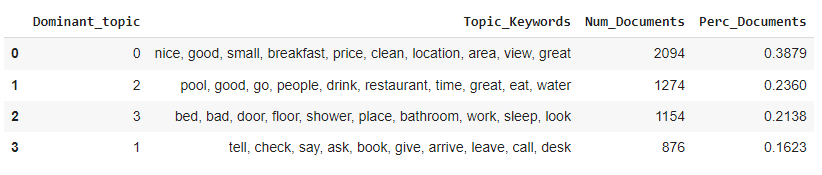 Dominant_topic Topic_Keywords Num_Documents Perc_Documents
0 0 nice, good, small, breakfast, price, clean, location, area, view, great 2094 0.3879
1 2 pool, good, go, people, drink, restaurant, time, great, eat, water 1274 0.2360
2 3 bed, bad, door, floor, shower, place, bathroom, work, sleep, look 1154 0.2138
3 1 tell, check, say, ask, book, give, arrive, leave, call, desk 876 0.1623